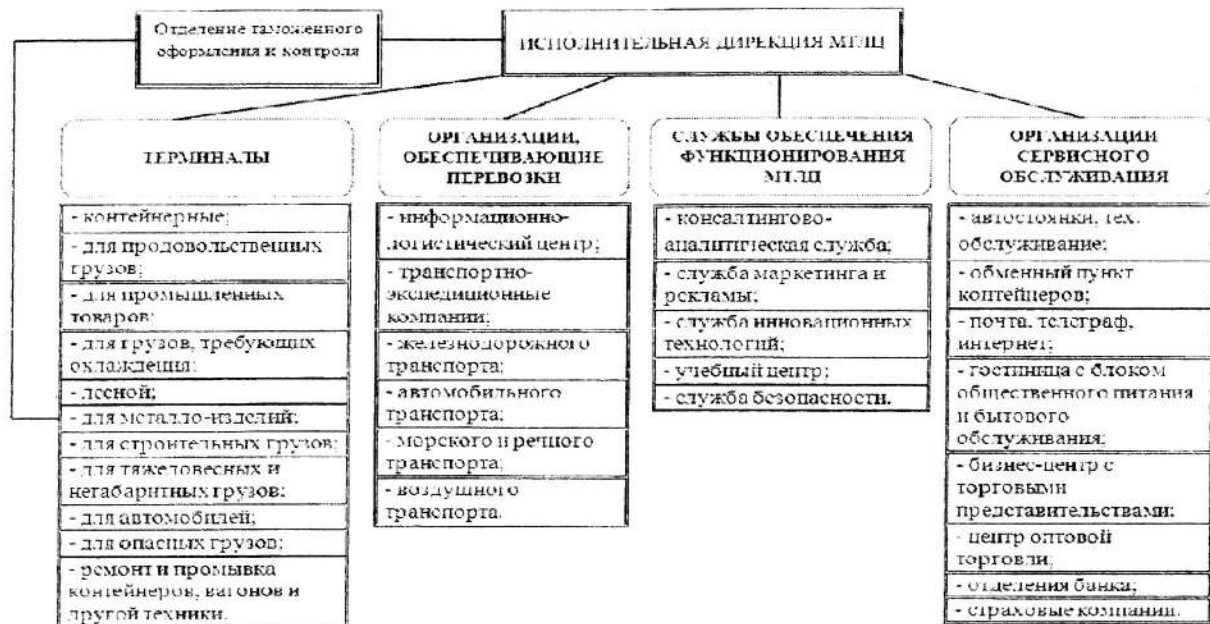 Отделение таможенного
оформления и контроля
ИСПОЛНИТЕЛЬНАЯ ДИРЕКЦИЯ МТЛЦ
ТЕРМИНАЛЫ
- контейнерные;
- для продовольственных
грузов;
- для промышленных
товаров;
- для грузов, требующих
охлаждения;
- лесной;
- для металло-изделий;
- для строительных грузов;
- для тяжеловесных и
негабаритных грузов;
- для автомобилей;
- для опасных грузов;
- ремонт и промывка
контейнеров, вагонов и
другой техники.
ОРГАНИЗАЦИИ,
ОБЕСПЕЧИВАЮЩИЕ
ПЕРЕВОЗКИ
- информационно-
логистический центр;
- транспортно-
экспедиционные
компании;
- железнодорожного
транспорта;
- автомобильного
транспорта;
- морского и речного
транспорта;
- воздушного
транспорта.
СЛУЖБЫ ОБЕСПЕЧЕНИЯ
ФУНКЦИОНИРОВАНИЯ
МТЛЦ
- консалтингово-
аналитическая служба;
- служба маркетинга и
рекламы;
- служба инновационных
технологий;
- учебный центр;
- служба безопасности.
ОРГАНИЗАЦИИ
СЕРВИСНОГО
ОБСЛУЖИВАНИЯ
- автостоянки, тех.
обслуживание;
- обменный пункт
контейнеров;
- почта, телеграф,
интернет;
- гостиница с блоком
общественного питания
и бытового
обслуживания;
- бизнес-центр с
торговыми
представительствами;
- центр оптовой
торговли;
- отделения банка;
- страховые компании.